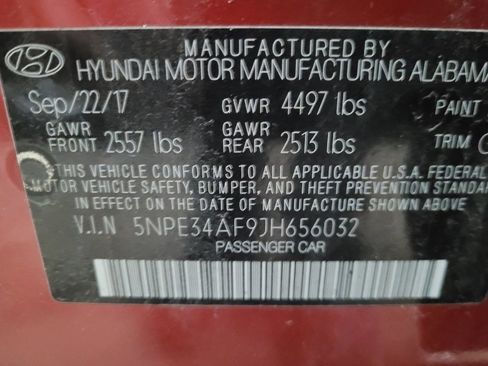 MANUFACTURED BY
HYUNDAI MOTOR MANUFACTURING ALABAMA
Sep/22/17 GVWR 4497 lbs PAINT
GAWR FRONT 2557 lbs GAWR REAR 2513 lbs TRIM
THIS VEHICLE CONFORMS TO ALL APPLICABLE U.S.A. FEDERAL
MOTOR VEHICLE SAFETY, BUMPER, AND THEFT PREVENTION STANDA
IN EFFECT ON THE DATE OF MANUFACTURE SHOWN ABOVE.
V.I.N 5NPE34AF9JH656032
PASSENGER CAR